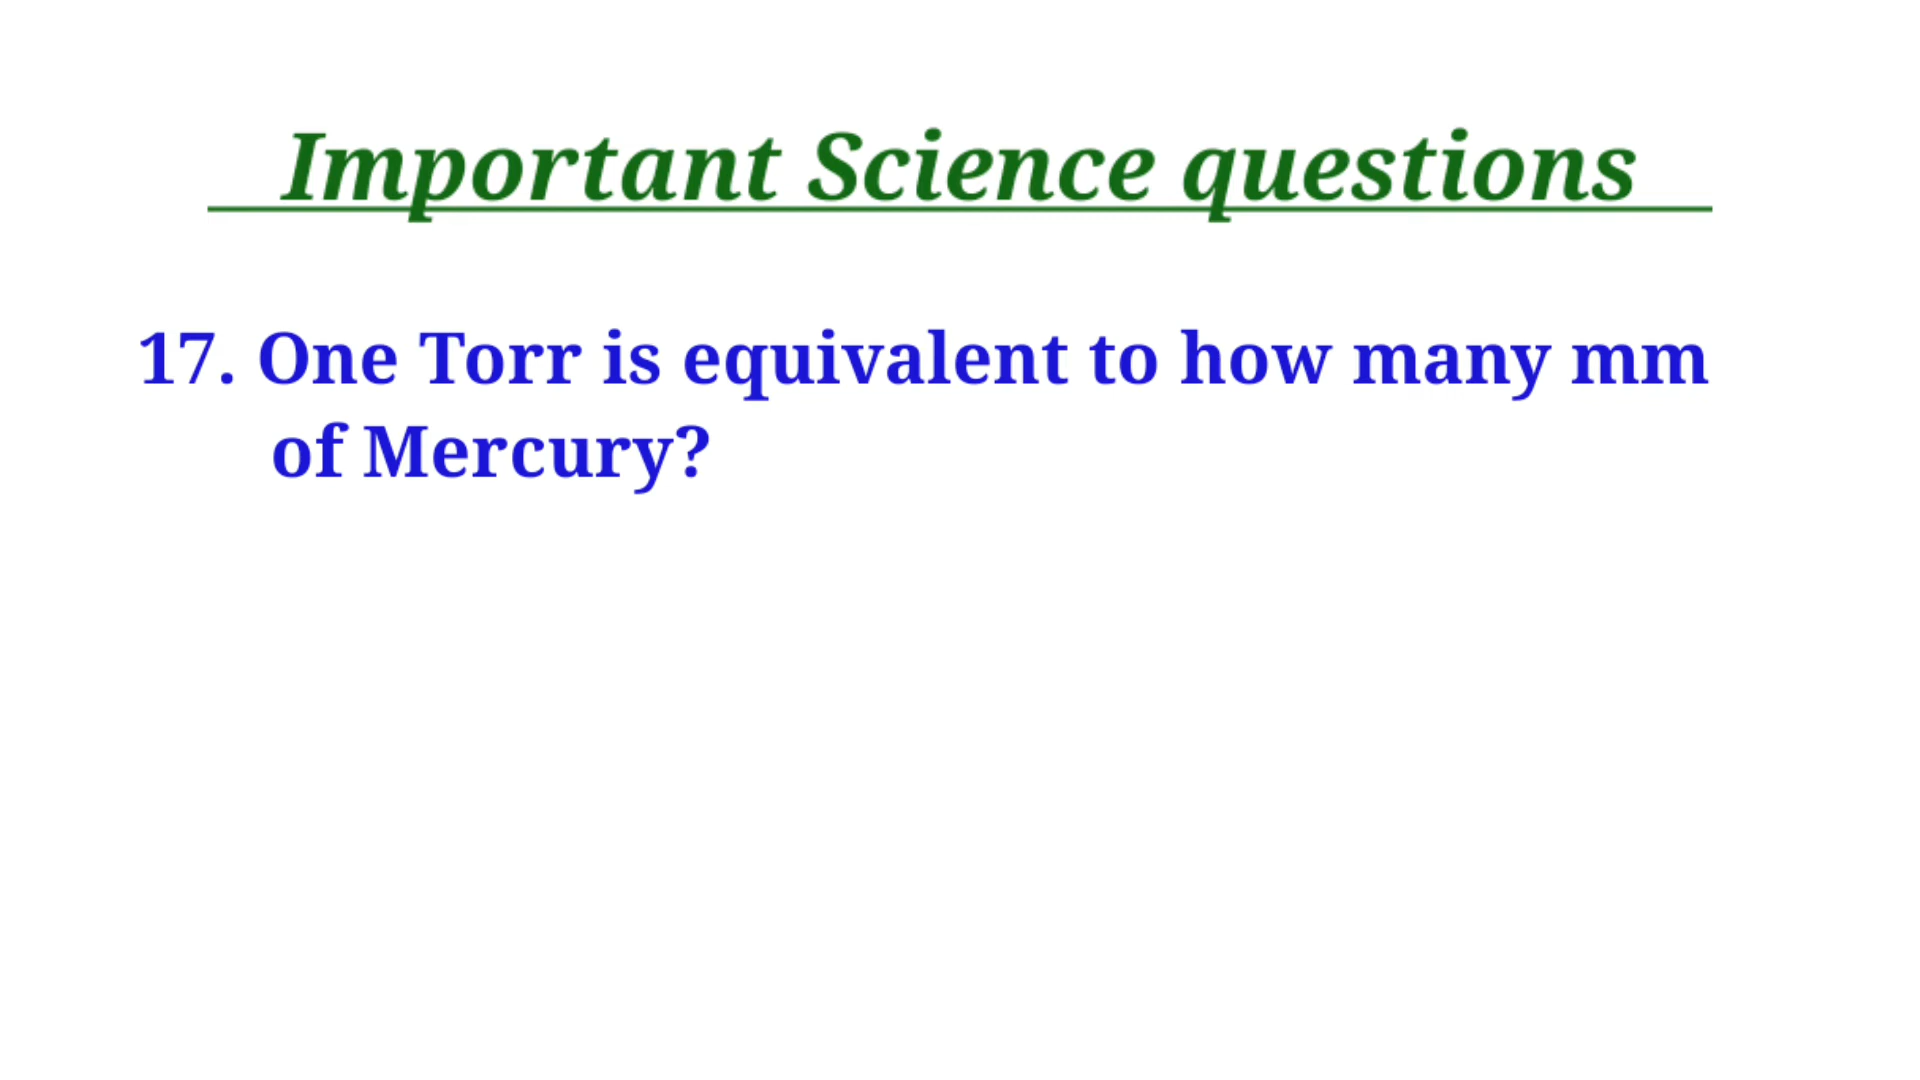 Important Science questions
17. One Torr is equivalent to how many mm
of Mercury?